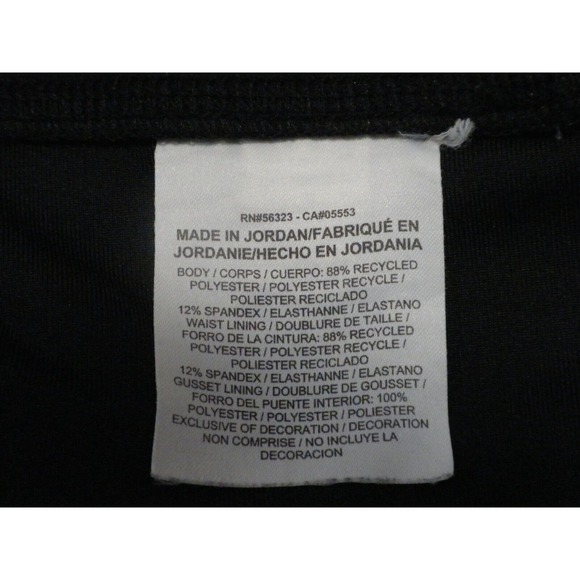 RN#56323 - CA#05553
MADE IN JORDAN/FABRIQUÉ EN
JORDANIE/HECHO EN JORDANIA
BODY / CORPS / CUERPO: 88% RECYCLED
POLYESTER / POLYESTER RECYCLE /
POLIESTER RECICLADO
12% SPANDEX / ELASTHANNE / ELASTANO
WAIST LINING / DOUBLURE DE TAILLE /
FORRO DE LA CINTURA: 88% RECYCLED
POLYESTER / POLYESTER RECYCLE /
POLIESTER RECICLADO
12% SPANDEX / ELASTHANNE / ELASTANO
GUSSET LINING / DOUBLURE DE GOUSSET /
FORRO DEL PUENTE INTERIOR: 100%
POLYESTER / POLYESTER / POLIESTER
EXCLUSIVE OF DECORATION / DECORATION
NON COMPRISE / NO INCLUYE LA
DECORACION